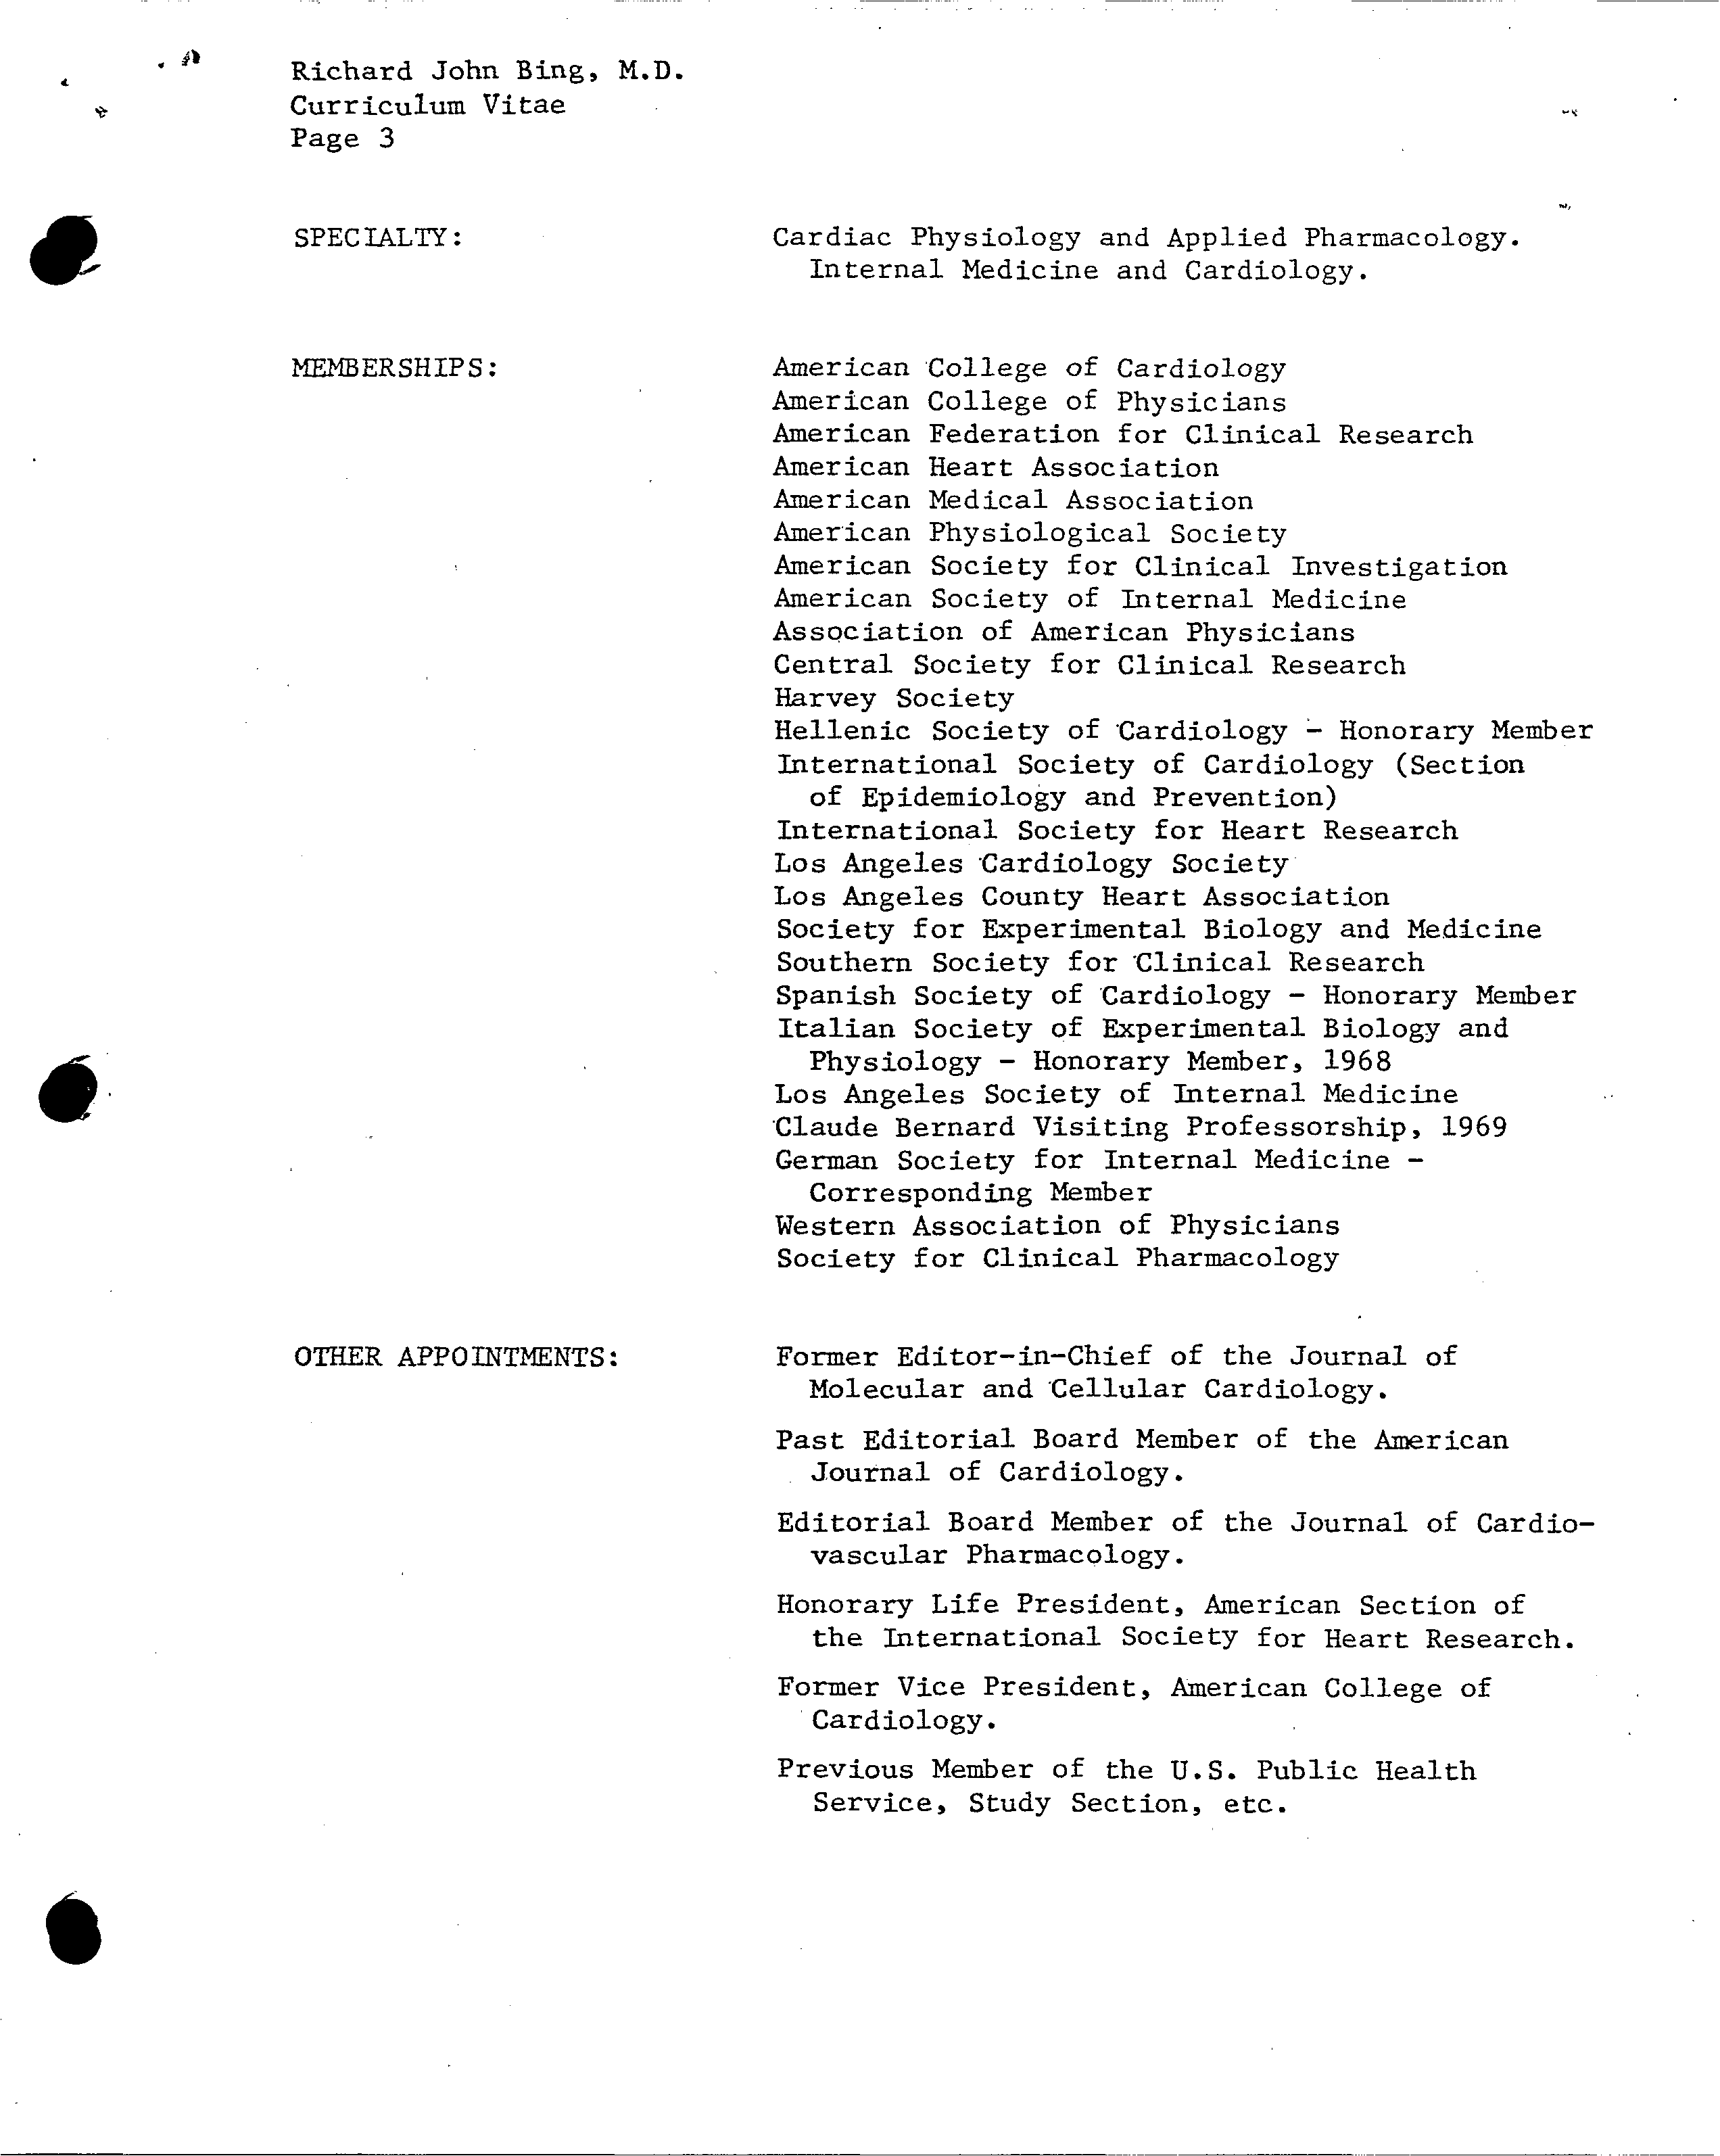 Richard John Bing, M.D.
Curriculum Vitae
Page 3
SPECIALTY: Cardiac Physiology and Applied Pharmacology.
Internal Medicine and Cardiology.
MEMBERSHIPS: American College of Cardiology
American College of Physicians
American Federation for Clinical Research
American Heart Association
American Medical Association
American Physiological Society
American Society for Clinical Investigation
American Society of Internal Medicine
Association of American Physicians
Central Society for Clinical Research
Harvey Society
Hellenic Society of Cardiology - Honorary Member
International Society of Cardiology (Section
of Epidemiology and Prevention)
International Society for Heart Research
Los Angeles Cardiology Society
Los Angeles County Heart Association
Society for Experimental Biology and Medicine
Southern Society for Clinical Research
Spanish Society of Cardiology - Honorary Member
Italian Society of Experimental Biology and
Physiology - Honorary Member, 1968
Los Angeles Society of Internal Medicine
Claude Bernard Visiting Professorship, 1969
German Society for Internal Medicine -
Corresponding Member
Western Association of Physicians
Society for Clinical Pharmacology
OTHER APPOINTMENTS: Former Editor-in-Chief of the Journal of
Molecular and Cellular Cardiology.
Past Editorial Board Member of the American
Journal of Cardiology.
Editorial Board Member of the Journal of Cardio-
vascular Pharmacology.
Honorary Life President, American Section of
the International Society for Heart Research.
Former Vice President, American College of
Cardiology.
Previous Member of the U.S. Public Health
Service, Study Section, etc.